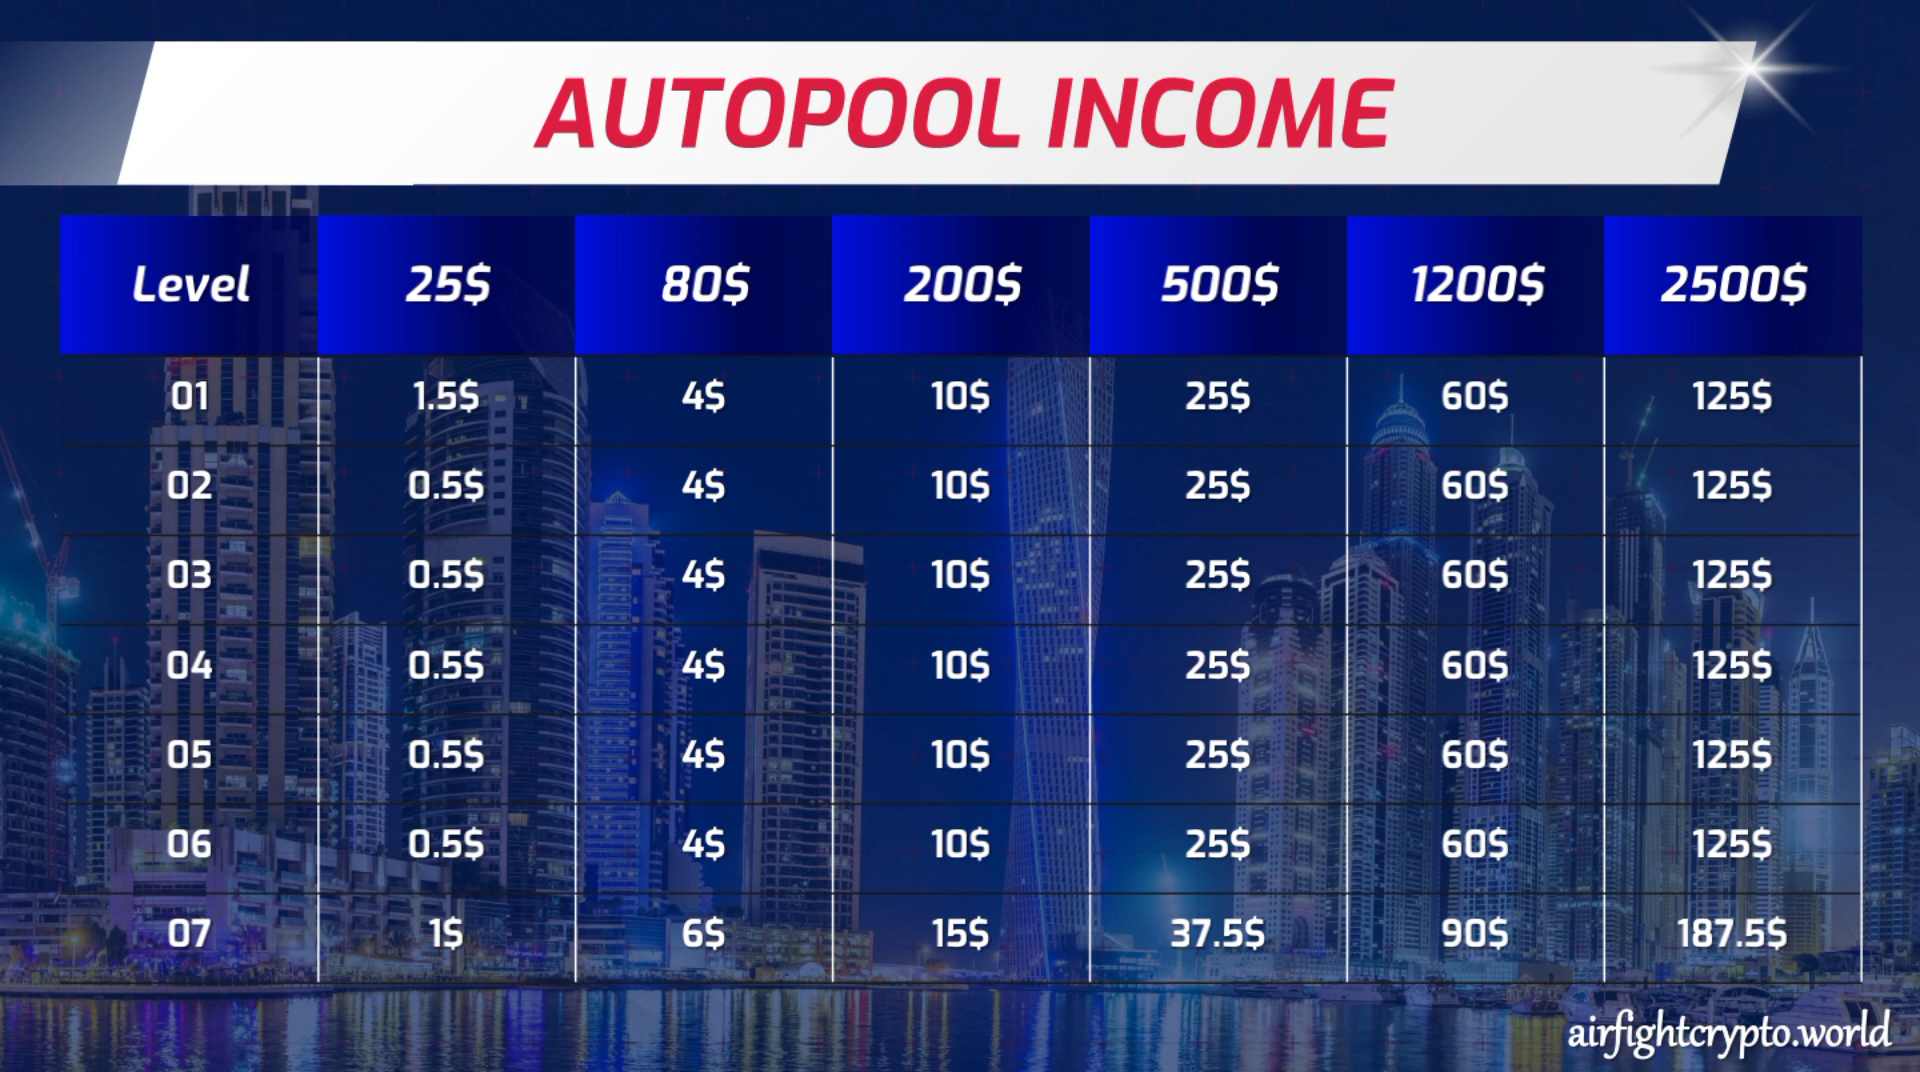 AUTOPOOL INCOME
Level 25$ 80$ 200$ 500$ 1200$ 2500$
01 1.5$ 4$ 10$ 25$ 60$ 125$
02 0.5$ 4$ 10$ 25$ 60$ 125$
03 0.5$ 4$ 10$ 25$ 60$ 125$
04 0.5$ 4$ 10$ 25$ 60$ 125$
05 0.5$ 4$ 10$ 25$ 60$ 125$
06 0.5$ 4$ 10$ 25$ 60$ 125$
07 1$ 6$ 15$ 37.5$ 90$ 187.5$
airfightcrypto.world